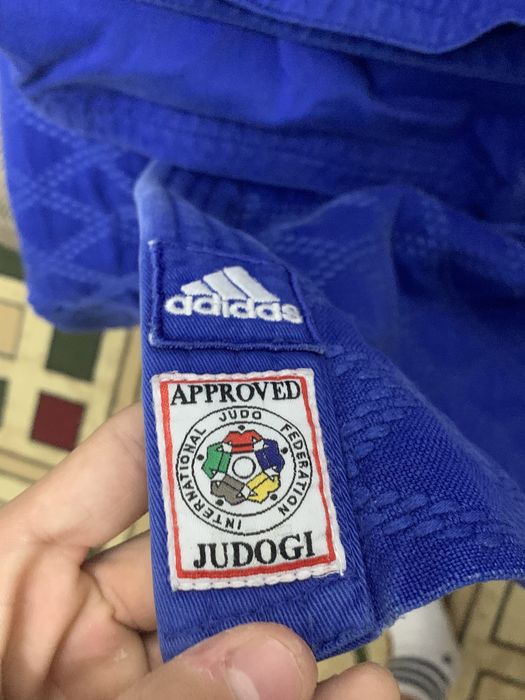 adidas
APPROVED
INTERNATIONAL JUDO FEDERATION
JUDOGI